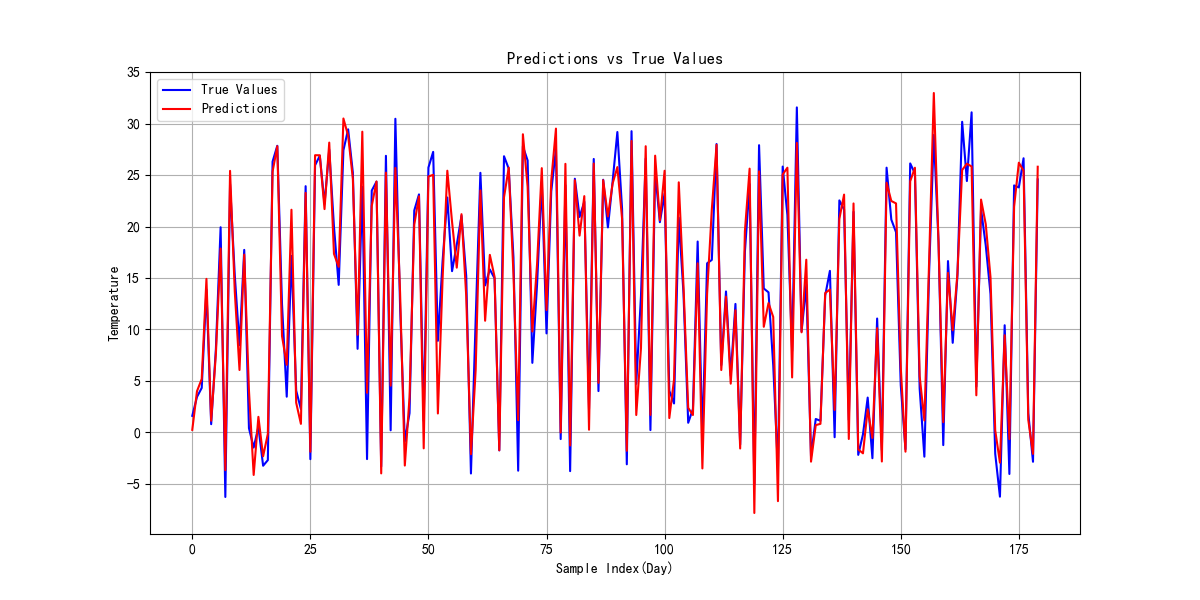 Predictions vs True Values
True Values
Predictions
35
30
25
20
15
10
5
0
−5
Temperature
0 25 50 75 100 125 150 175
Sample Index(Day)